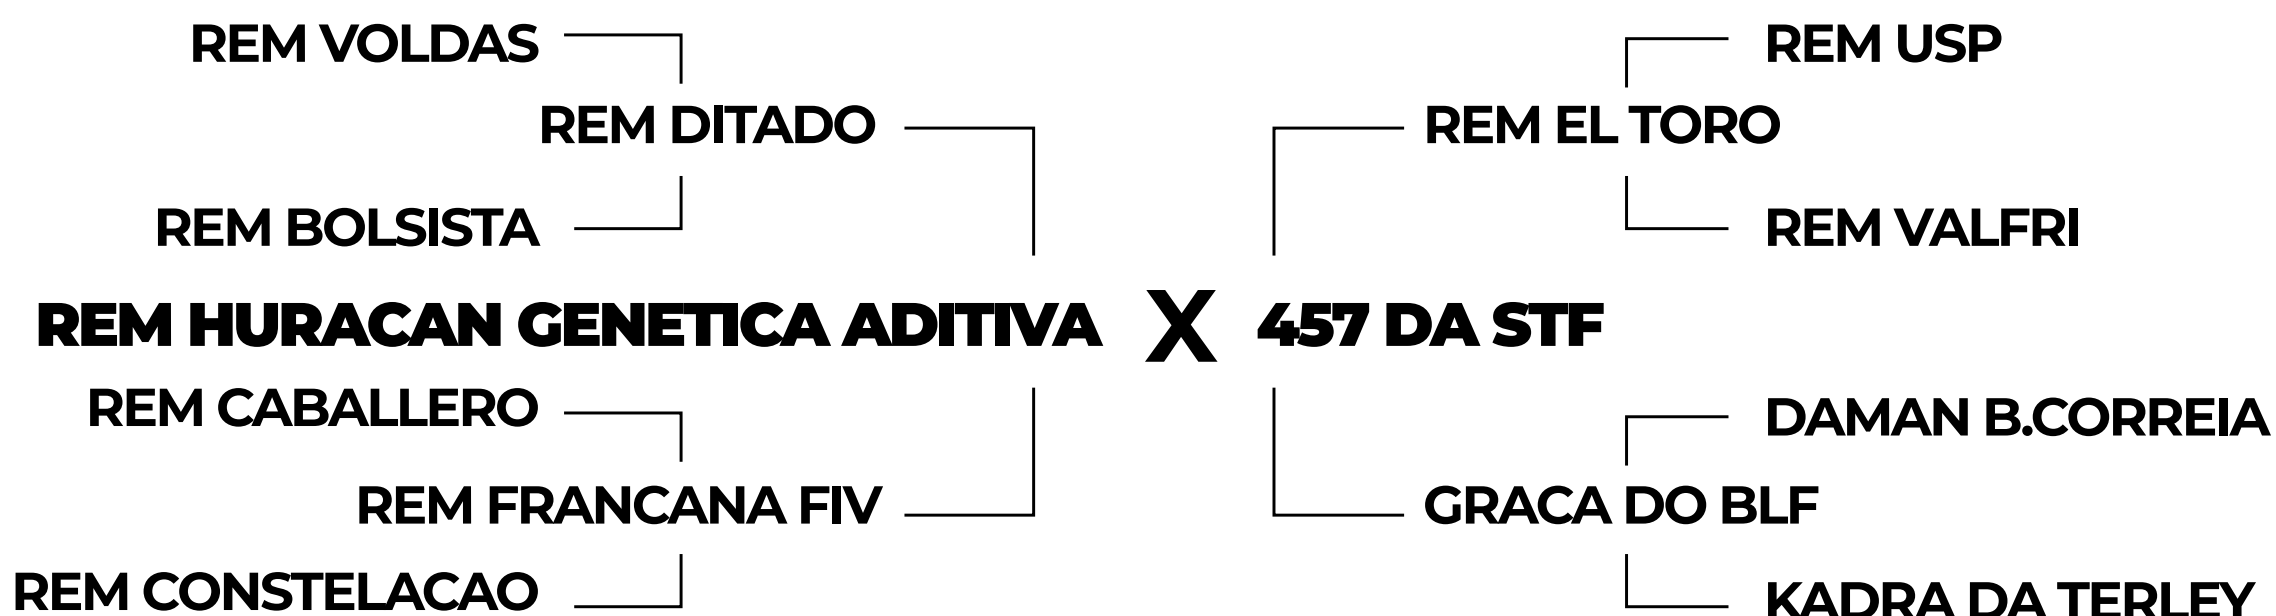 REM VOLDAS
REM USP
REM DITADO
REM EL TORO
REM BOLSISTA
REM VALFRI
REM HURACAN GENETICA ADITIVA X 457 DA STF
REM CABALLERO
DAMAN B.CORREIA
REM FRANCANA FIV
GRACA DO BLF
REM CONSTELACAO
KADRA DA TERLEY